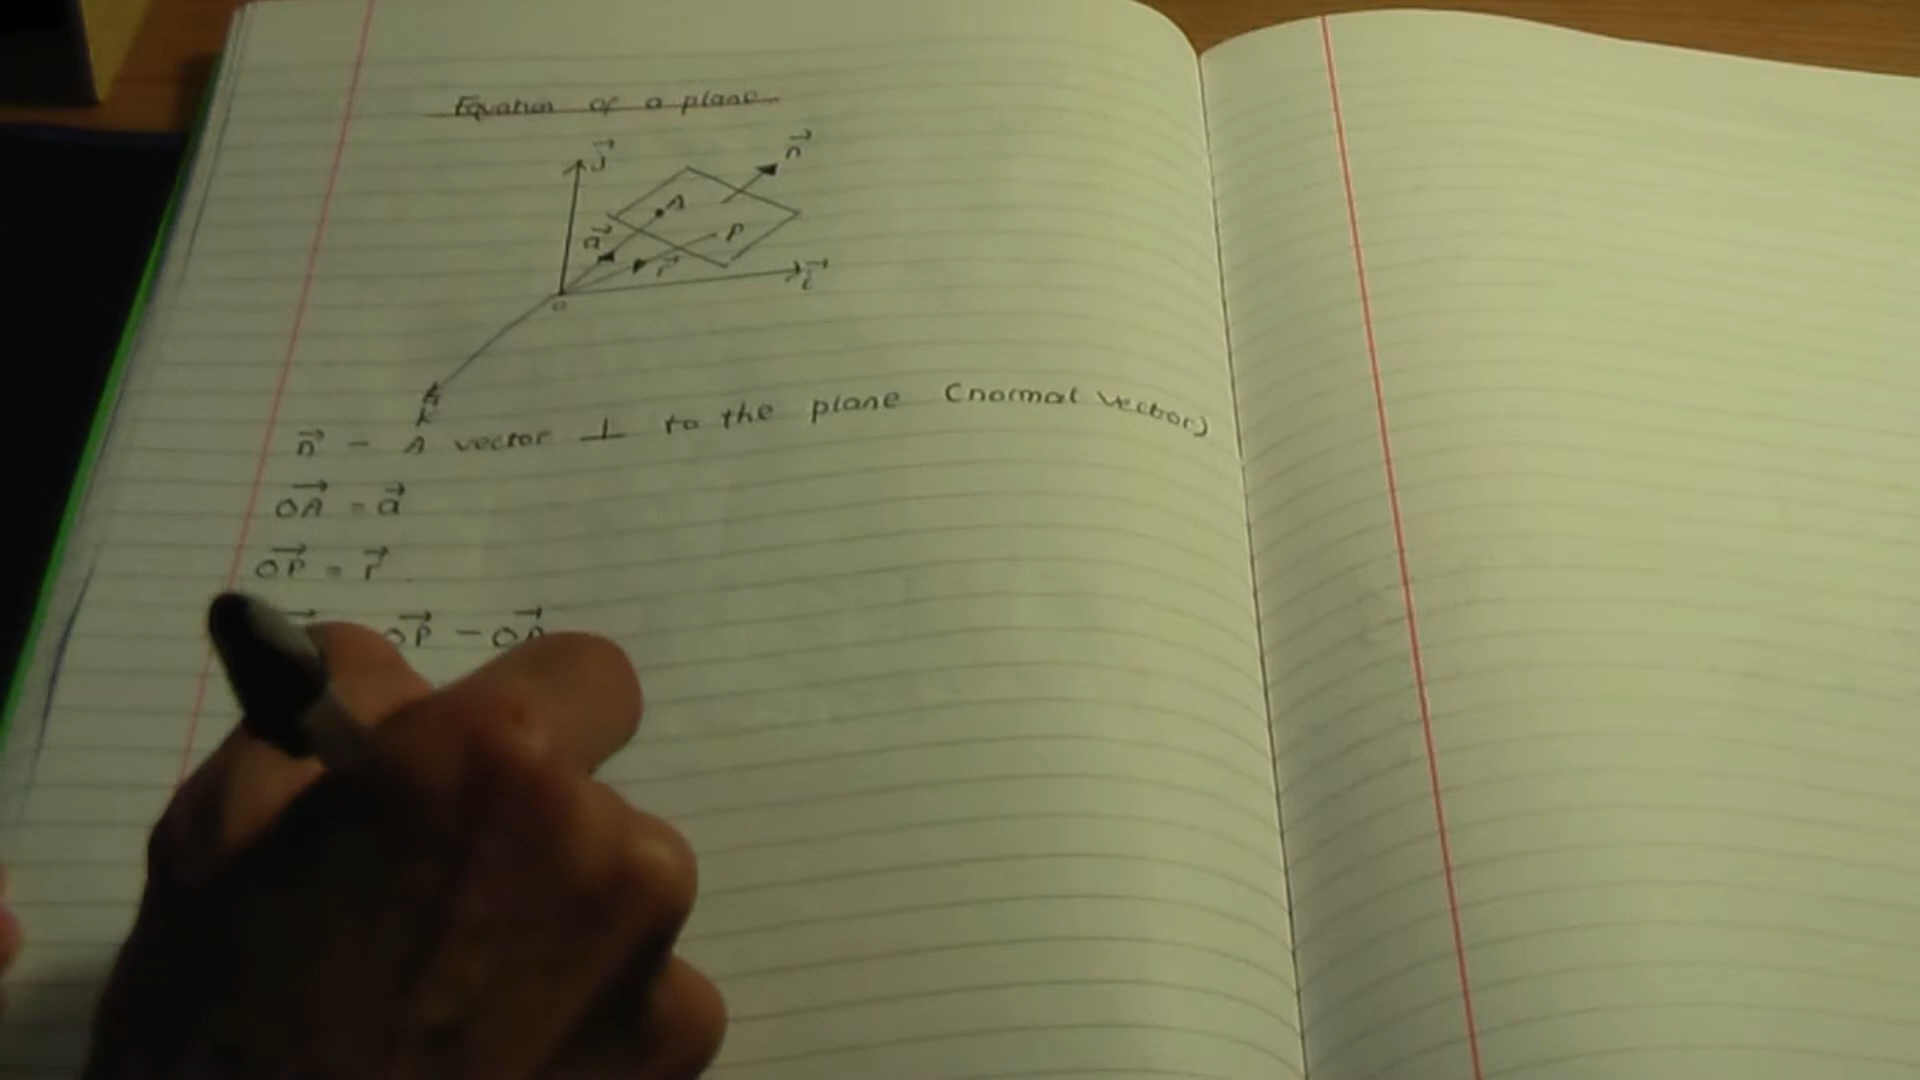 Equation of a plane
j⃗
n⃗
A
a⃗
P
r⃗
i⃗
O
k⃗
n⃗ - A vector ⊥ to the plane (normal vector)
OA⃗ = a⃗
OP⃗ = r⃗
OP⃗ - OA⃗